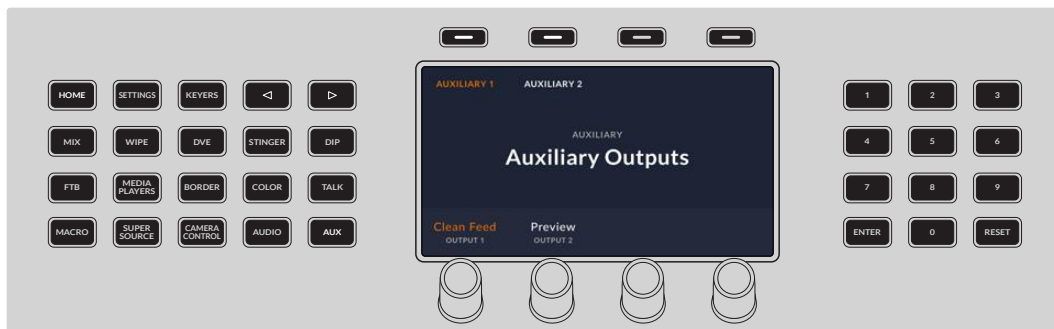 HOME SETTINGS KEYERS
MIX WIPE DVE STINGER DIP
FTB MEDIA PLAYERS BORDER COLOR TALK
MACRO SUPER SOURCE CAMERA CONTROL AUDIO AUX
AUXILIARY 1 AUXILIARY 2
AUXILIARY
Auxiliary Outputs
Clean Feed Preview
OUTPUT 1 OUTPUT 2
1 2 3
4 5 6
7 8 9
ENTER 0 RESET